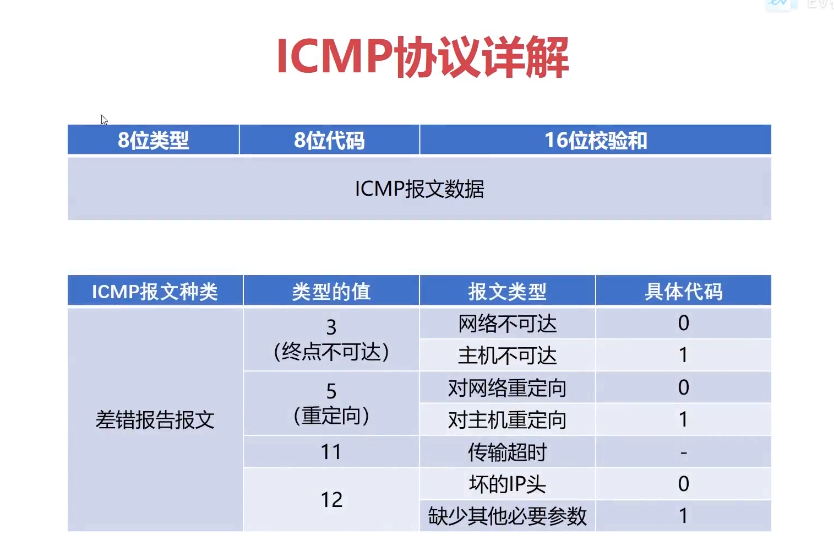 ICMP协议详解
8位类型 8位代码 16位校验和
ICMP报文数据
ICMP报文种类 类型的值 报文类型 具体代码
差错报告报文
3
（终点不可达）
网络不可达 0
主机不可达 1
5
（重定向）
对网络重定向 0
对主机重定向 1
11 传输超时 -
12
坏的IP头 0
缺少其他必要参数 1